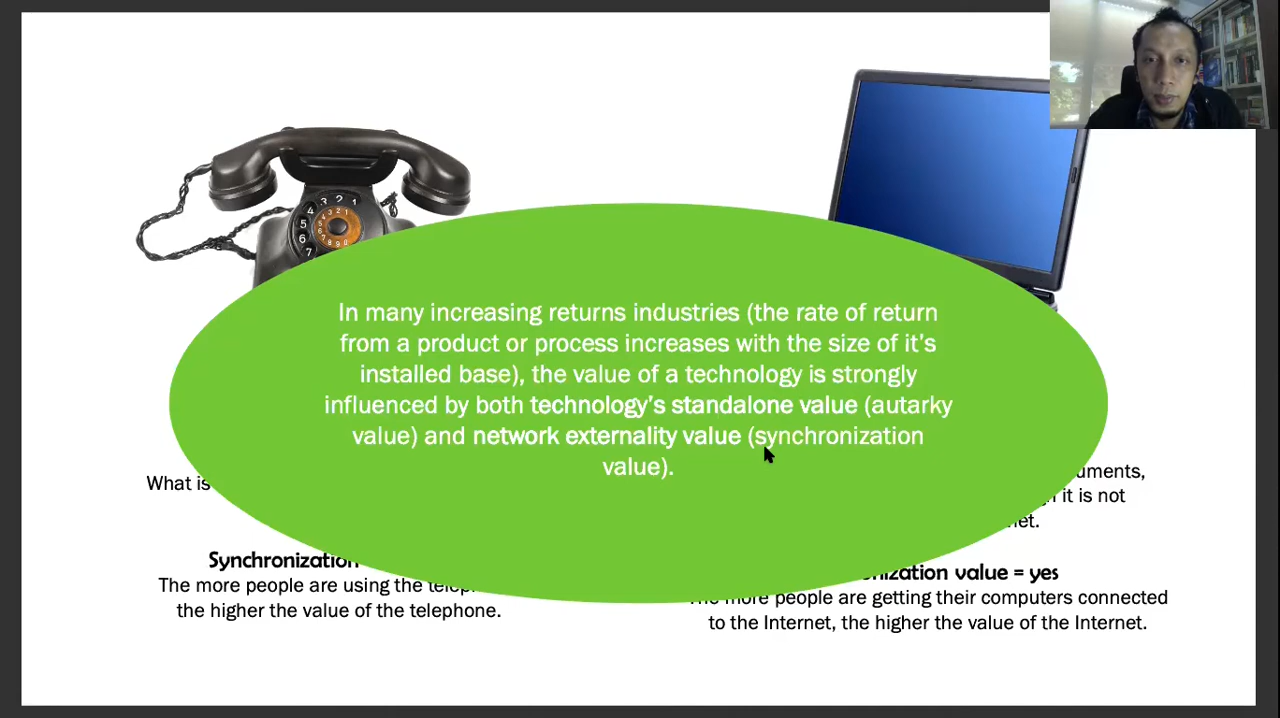 In many increasing returns industries (the rate of return
from a product or process increases with the size of it's
installed base), the value of a technology is strongly
influenced by both technology's standalone value (autarky
value) and network externality value (synchronization
value).
What is
Synchronization
The more people are using the
the higher the value of the telephone.
it is not
value = yes
more people are getting their computers connected
to the Internet, the higher the value of the Internet.